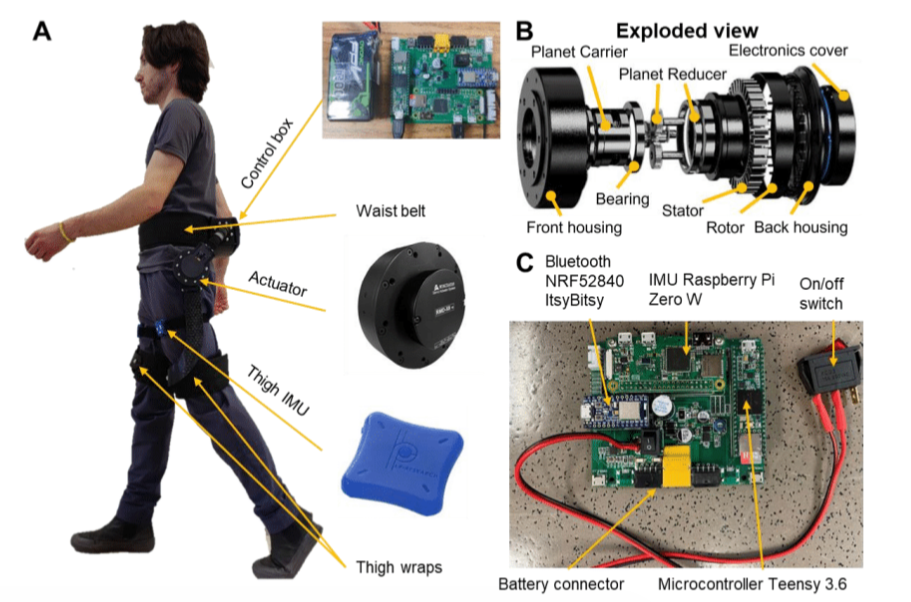 A
Control box
Waist belt
Actuator
Thigh IMU
Thigh wraps
B
Exploded view
Planet Carrier
Electronics cover
Planet Reducer
Bearing
Stator
Front housing
Rotor
Back housing
C
Bluetooth
NRF52840
ItsyBitsy
IMU Raspberry Pi
Zero W
On/off
switch
Battery connector
Microcontroller Teensy 3.6